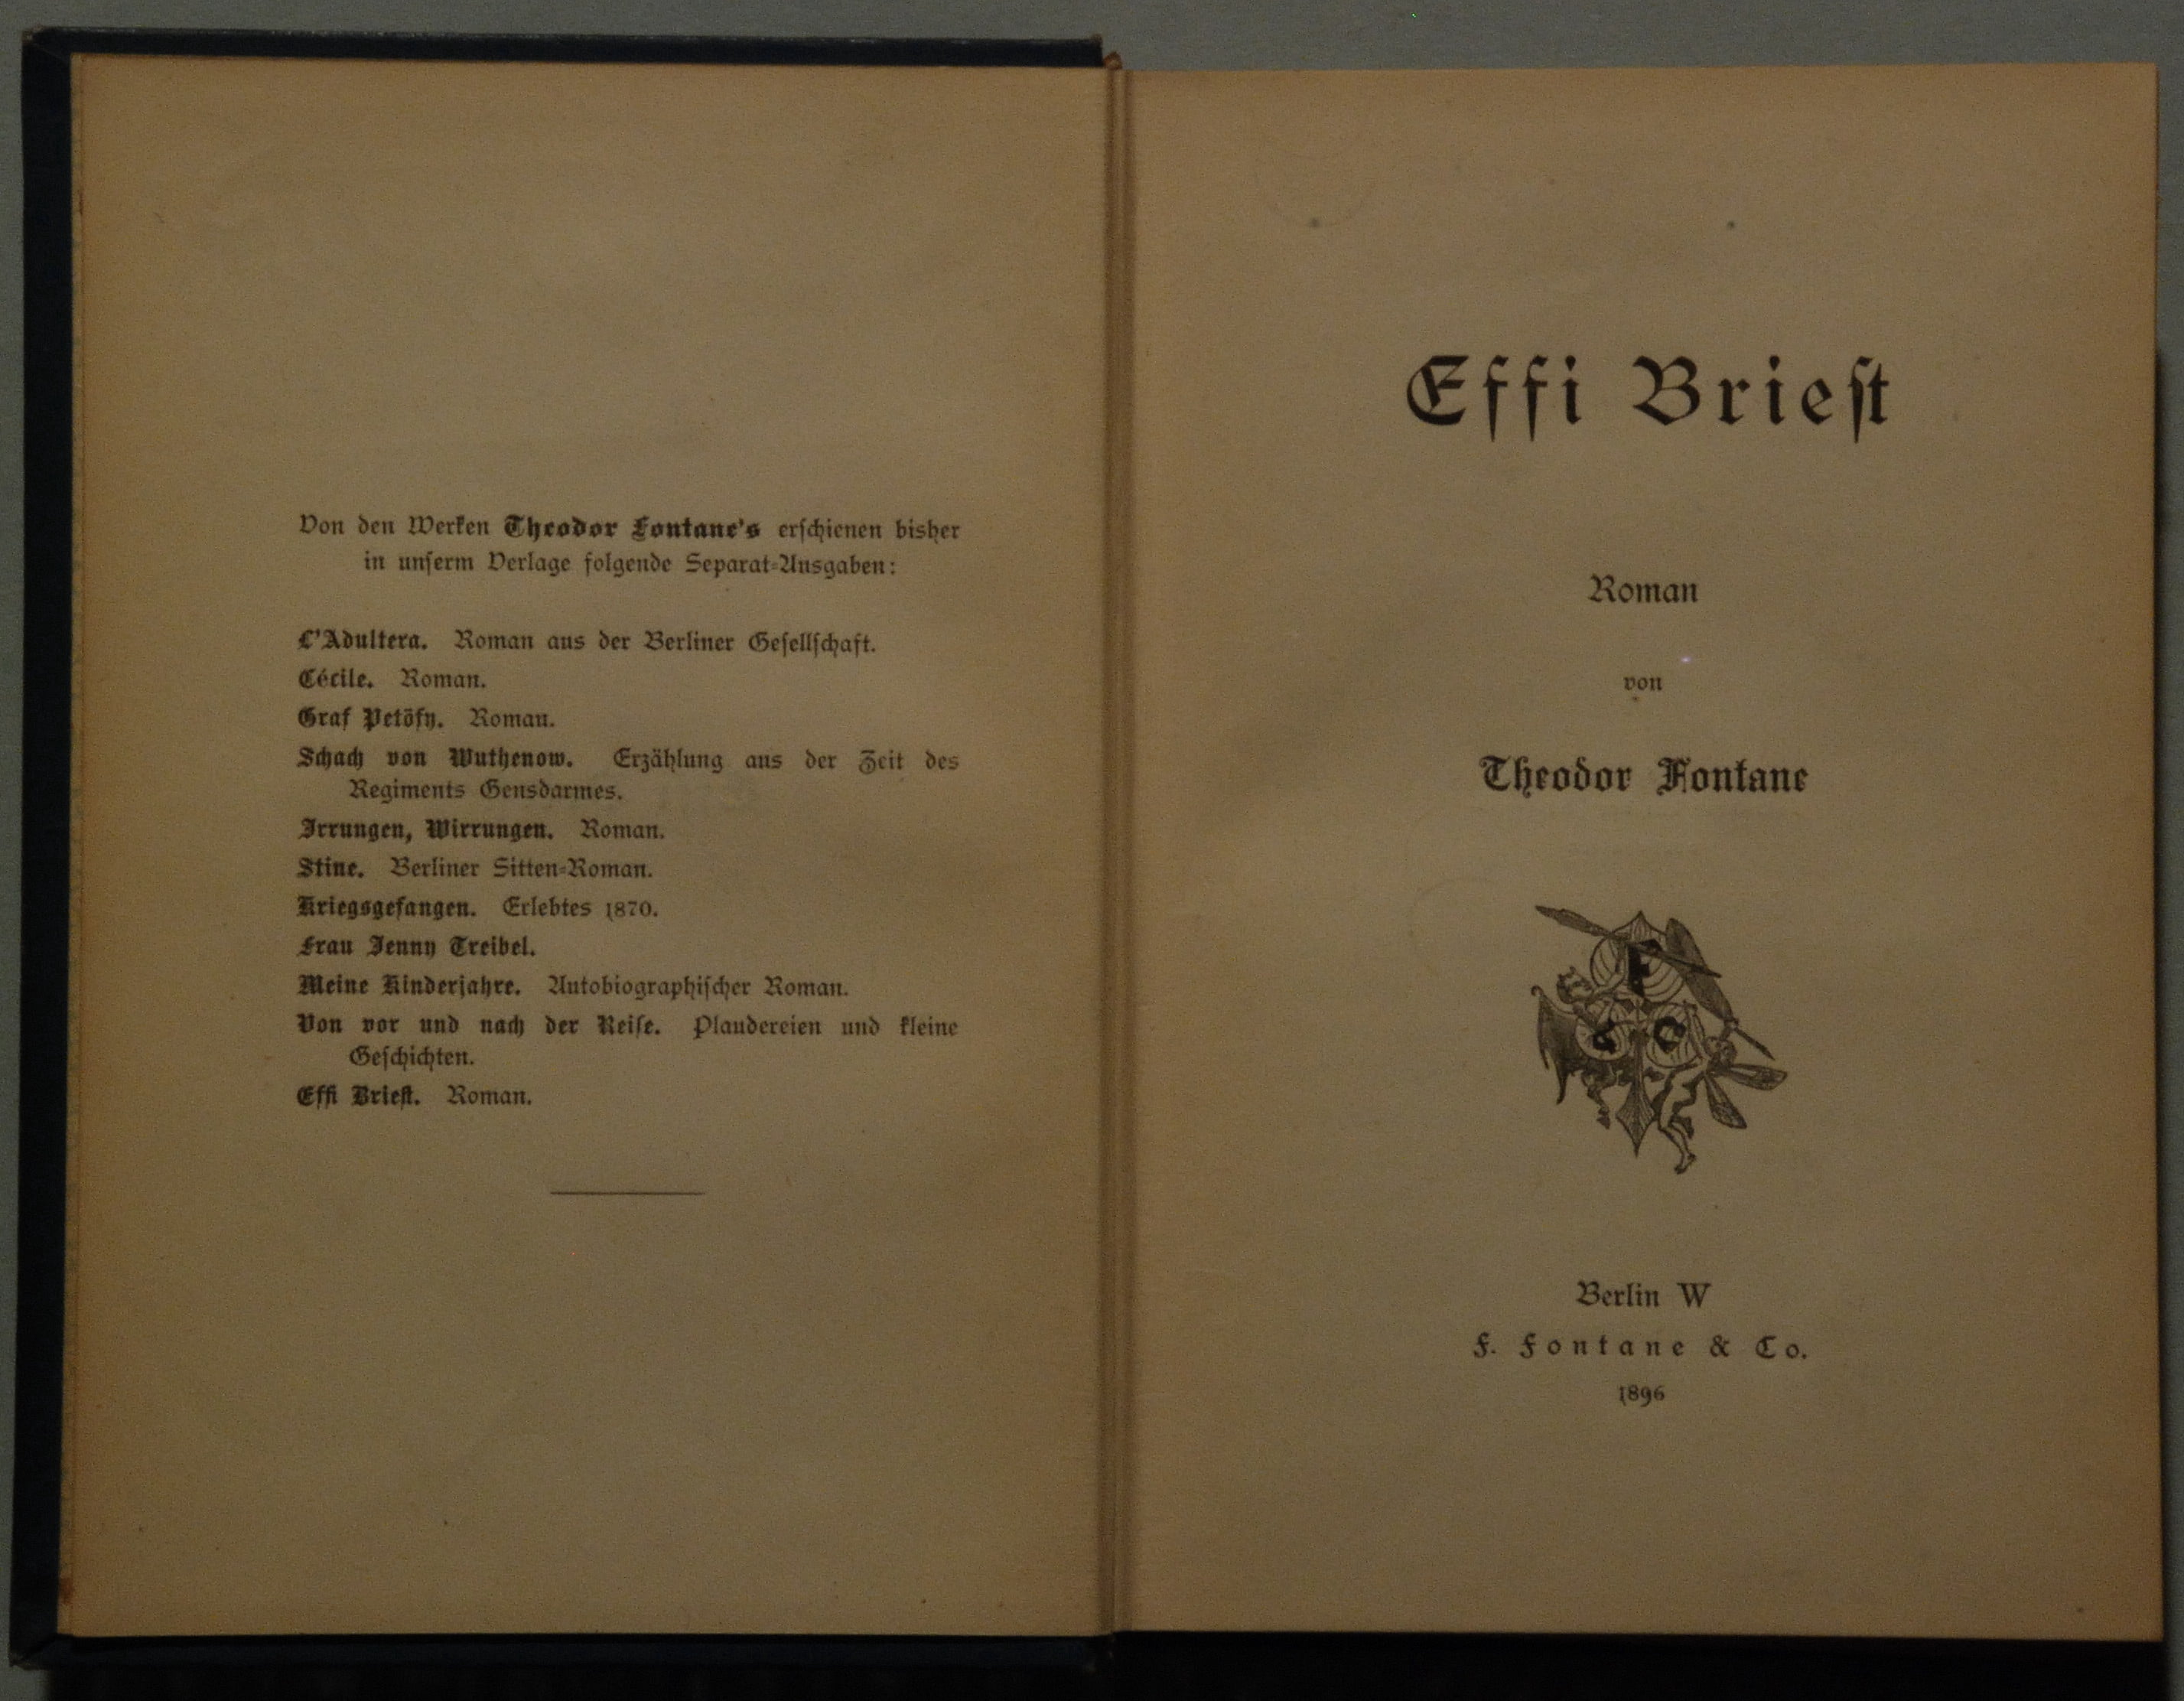 Von den Werken Theodor Fontane's erſchienen bisher
in unſerm Verlage folgende Separat-Ausgaben:
L'Adultera. Roman aus der Berliner Geſellſchaft.
Cécile. Roman.
Graf Petöfy. Roman.
Schach von Wuthenow. Erzählung aus der Zeit des
Regiments Gensdarmes.
Irrungen, Wirrungen. Roman.
Stine. Berliner Sitten-Roman.
Kriegsgefangen. Erlebtes 1870.
Frau Jenny Treibel.
Meine Kinderjahre. Autobiographiſcher Roman.
Von vor und nach der Reiſe. Plaudereien und kleine
Geſchichten.
Effi Brieſt. Roman.
Effi Brieſt
Roman
von
Theodor Fontane
F
F C
Berlin W
F. Fontane & Co.
1896